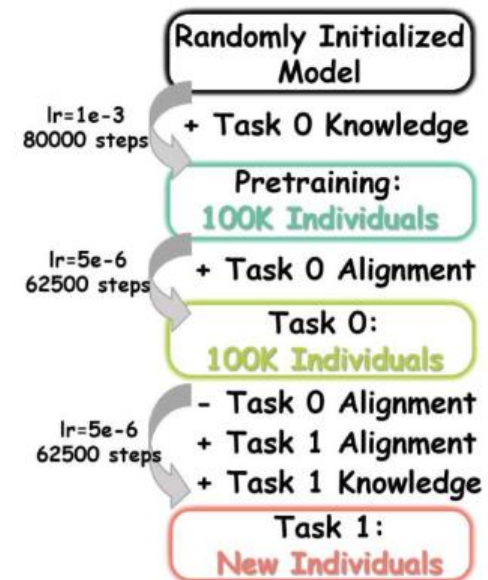 Randomly Initialized
Model
lr=1e-3
80000 steps
+ Task 0 Knowledge
Pretraining:
100K Individuals
lr=5e-6
62500 steps
+ Task 0 Alignment
Task 0:
100K Individuals
lr=5e-6
62500 steps
- Task 0 Alignment
+ Task 1 Alignment
+ Task 1 Knowledge
Task 1:
New Individuals